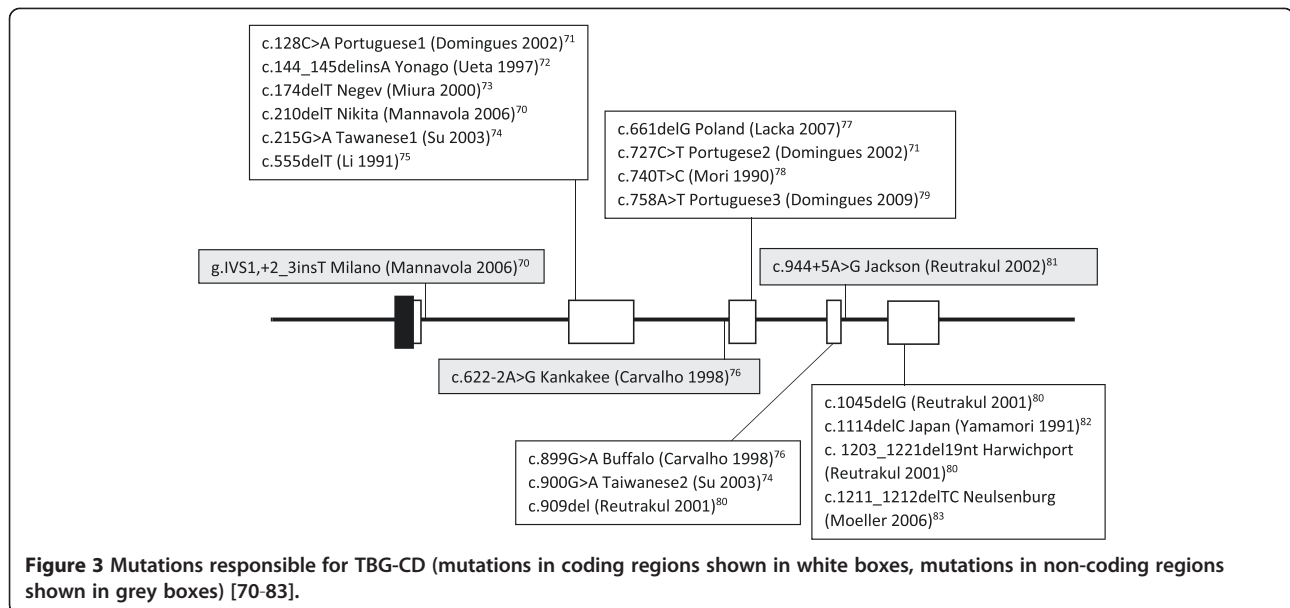 c.128C>A Portuguese1 (Domingues 2002)71
c.144_145delinsA Yonago (Ueta 1997)72
c.174delT Negev (Miura 2000)73
c.210delT Nikita (Mannavola 2006)70
c.215G>A Tawanese1 (Su 2003)74
c.555delT (Li 1991)75
c.661delG Poland (Lacka 2007)77
c.727C>T Portugese2 (Domingues 2002)71
c.740T>C (Mori 1990)78
c.758A>T Portuguese3 (Domingues 2009)79
g.IVS1,+2_3insT Milano (Mannavola 2006)70
c.944+5A>G Jackson (Reutrakul 2002)81
c.622-2A>G Kankakee (Carvalho 1998)76
c.899G>A Buffalo (Carvalho 1998)76
c.900G>A Taiwanese2 (Su 2003)74
c.909del (Reutrakul 2001)80
c.1045delG (Reutrakul 2001)80
c.1114delC Japan (Yamamori 1991)82
c. 1203_1221del19nt Harwichport
(Reutrakul 2001)80
c.1211_1212delTC Neulsenburg
(Moeller 2006)83
Figure 3 Mutations responsible for TBG-CD (mutations in coding regions shown in white boxes, mutations in non-coding regions
shown in grey boxes) [70-83].